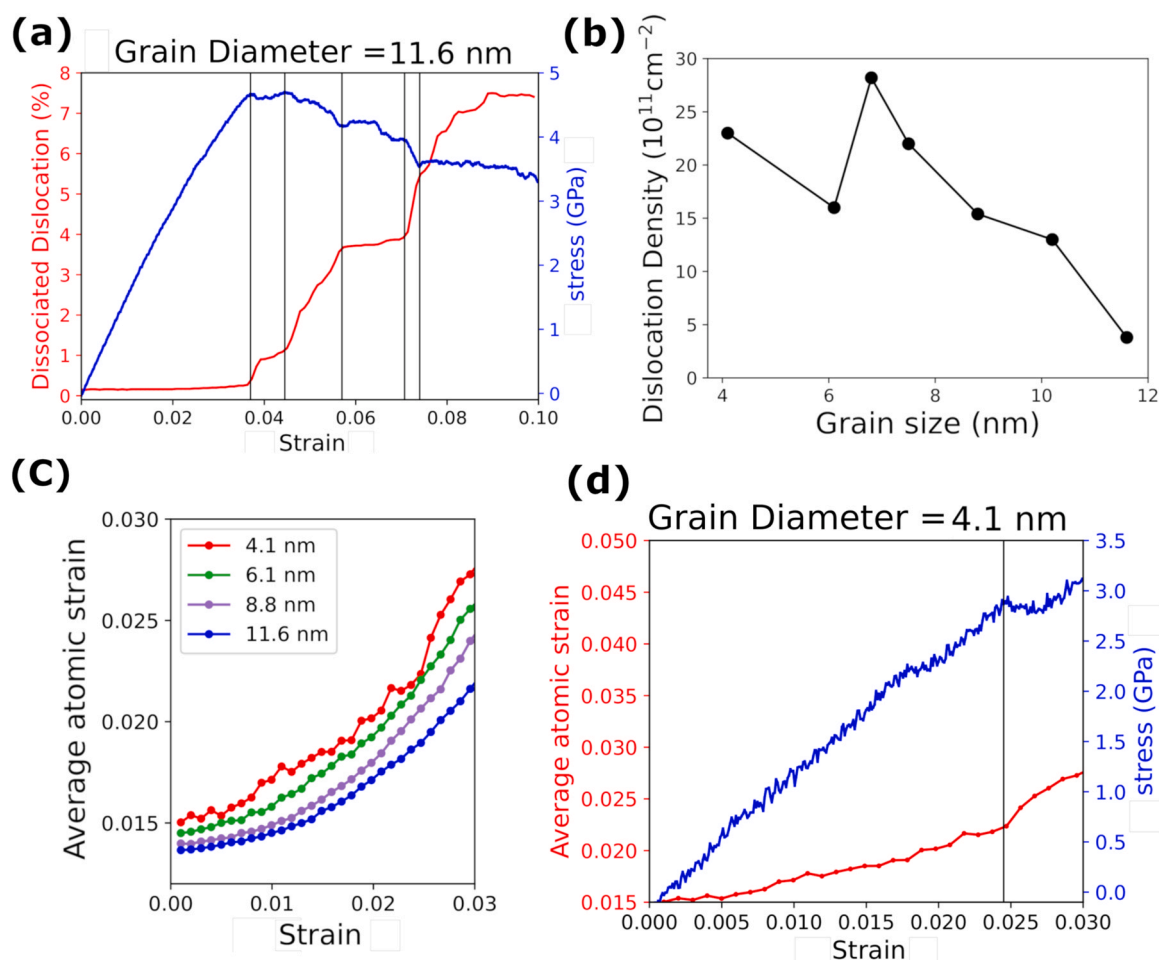 (a)
Grain Diameter = 11.6 nm
Dissociated Dislocation (%)
8
7
6
5
4
3
2
1
0
5
4
3
2
1
0
stress (GPa)
0.00 0.02 0.04 0.06 0.08 0.10
Strain
(b)
Dislocation Density (10¹¹cm⁻²)
30
25
20
15
10
5
0
4 6 8 10 12
Grain size (nm)
(C)
Average atomic strain
0.030
0.025
0.020
0.015
4.1 nm
6.1 nm
8.8 nm
11.6 nm
0.00 0.01 0.02 0.03
Strain
(d)
Grain Diameter = 4.1 nm
Average atomic strain
0.050
0.045
0.040
0.035
0.030
0.025
0.020
0.015
3.5
3.0
2.5
2.0
1.5
1.0
0.5
0.0
stress (GPa)
0.000 0.005 0.010 0.015 0.020 0.025 0.030
Strain